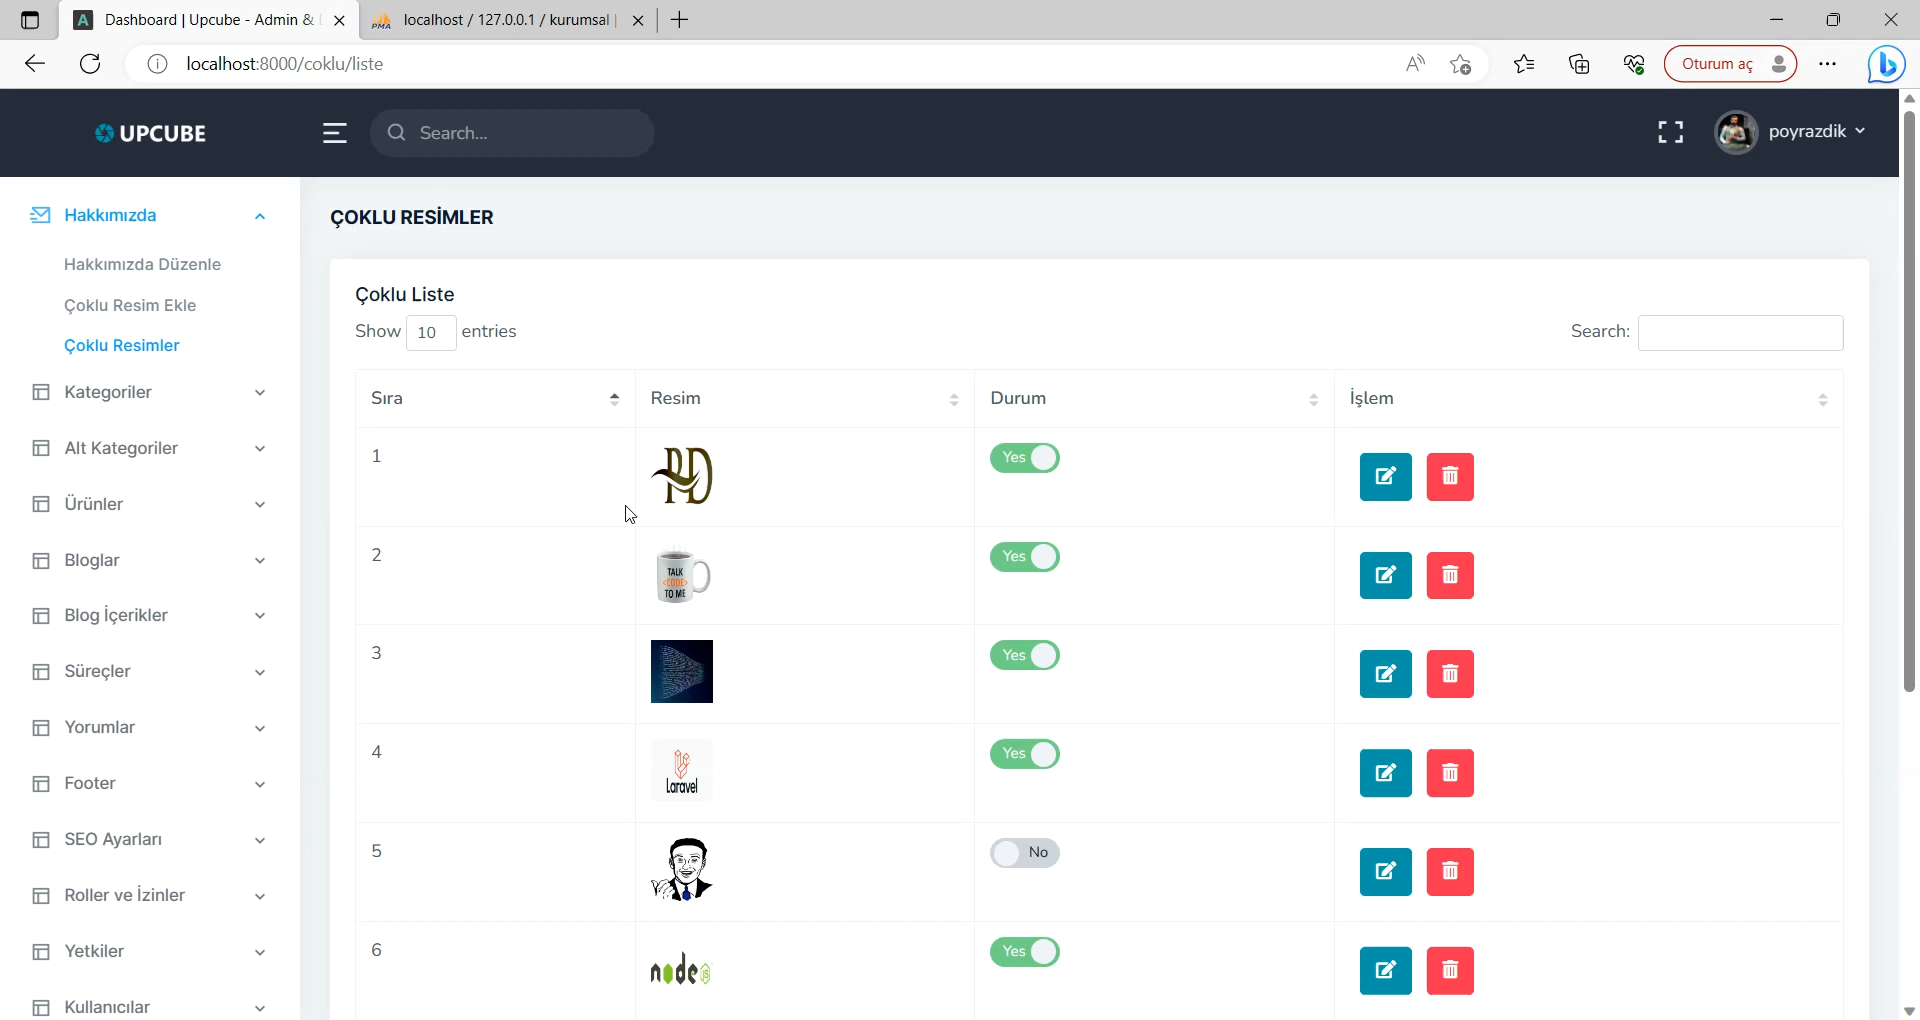 Dashboard | Upcube - Admin &
localhost / 127.0.0.1 / kurumsal |
localhost:8000/coklu/liste
Oturum aç
UPCUBE
Search...
poyrazdik
Hakkımızda
Hakkımızda Düzenle
Çoklu Resim Ekle
Çoklu Resimler
Kategoriler
Alt Kategoriler
Ürünler
Bloglar
Blog İçerikler
Süreçler
Yorumlar
Footer
SEO Ayarları
Roller ve İzinler
Yetkiler
Kullanıcılar
ÇOKLU RESİMLER
Çoklu Liste
Show 10 entries
Search:
Sıra Resim Durum İşlem
1 Yes
2 TALK <CODE> TO ME Yes
3 Yes
4 Laravel Yes
5 No
6 node JS Yes